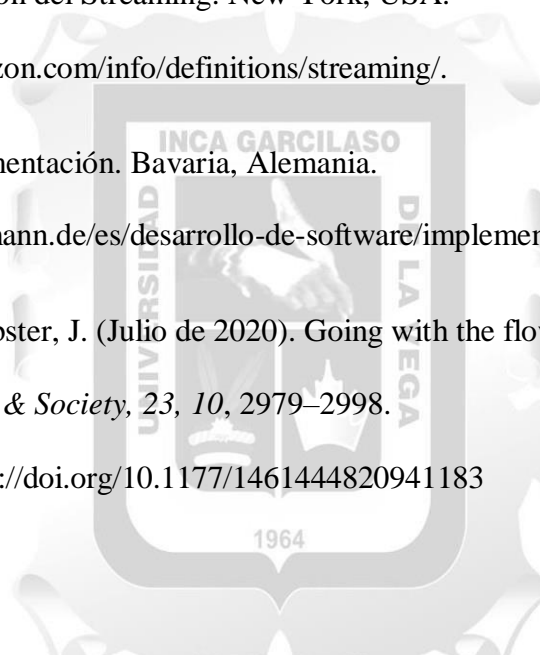 ón del Streaming. New York, USA.
zon.com/info/definitions/streaming/.
mentación. Bavaria, Alemania.
nann.de/es/desarrollo-de-software/implemen
oster, J. (Julio de 2020). Going with the flo
& Society, 23, 10, 2979–2998.
://doi.org/10.1177/1461444820941183
UNIVERSIDAD
INCA GARCILASO
DE LA VEGA
1964